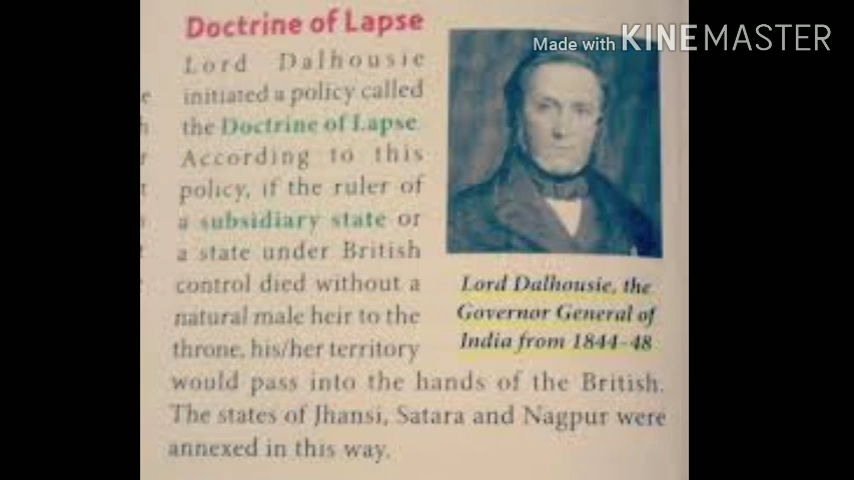 Made with KINEMASTER
Doctrine of Lapse
Lord Dalhousie
initiated a policy called
the Doctrine of Lapse.
According to this
policy, if the ruler of
a subsidiary state or
a state under British
control died without a
natural male heir to the
throne, his/her territory
would pass into the hands of the British.
The states of Jhansi, Satara and Nagpur were
annexed in this way.
Lord Dalhousie, the
Governor General of
India from 1844-48